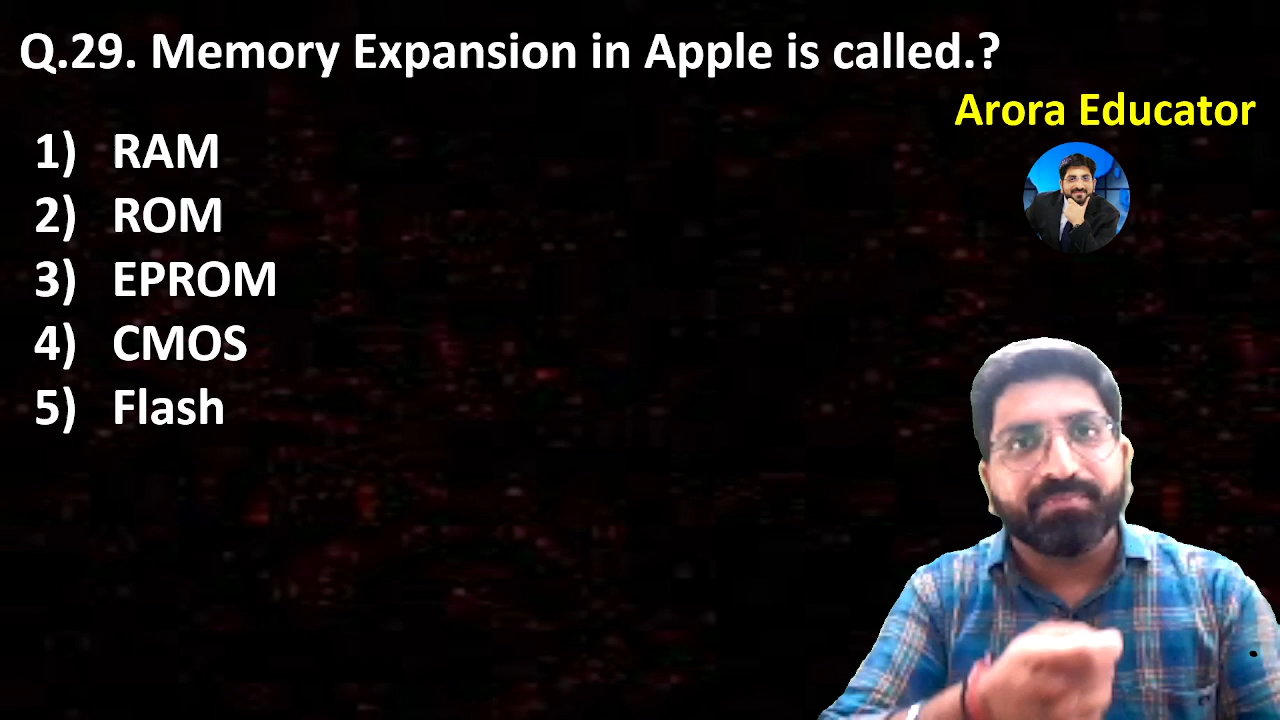 Q.29. Memory Expansion in Apple is called.?
Arora Educator
1) RAM
2) ROM
3) EPROM
4) CMOS
5) Flash